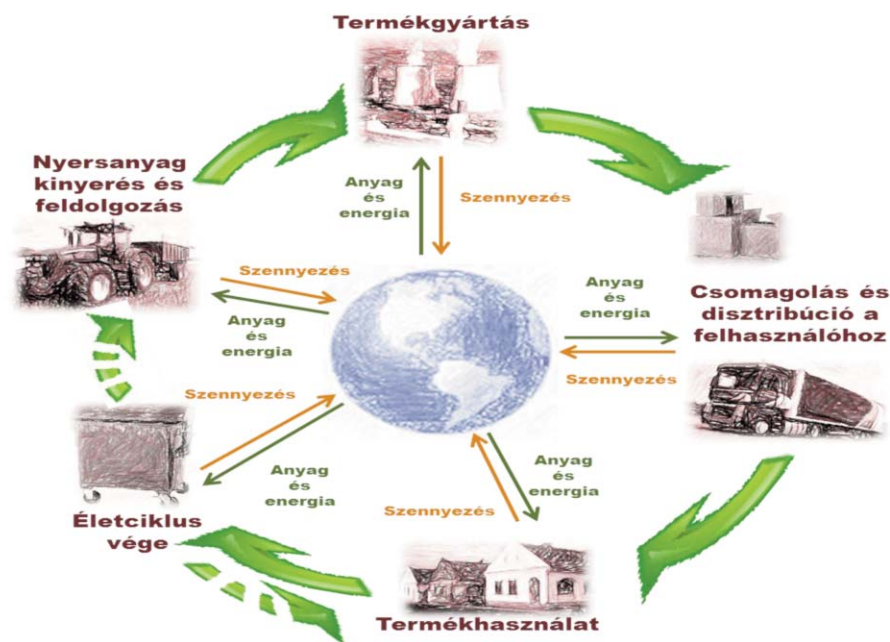 Termékgyártás
Nyersanyag
kinyerés és
feldolgozás
Anyag
és
energia
Szennyezés
Szennyezés
Anyag
és
energia
Anyag
és
energia
Szennyezés
Csomagolás és
disztribúció a
felhasználóhoz
Szennyezés
Anyag
és
energia
Anyag
és
energia
Szennyezés
Életciklus
vége
Termékhasználat